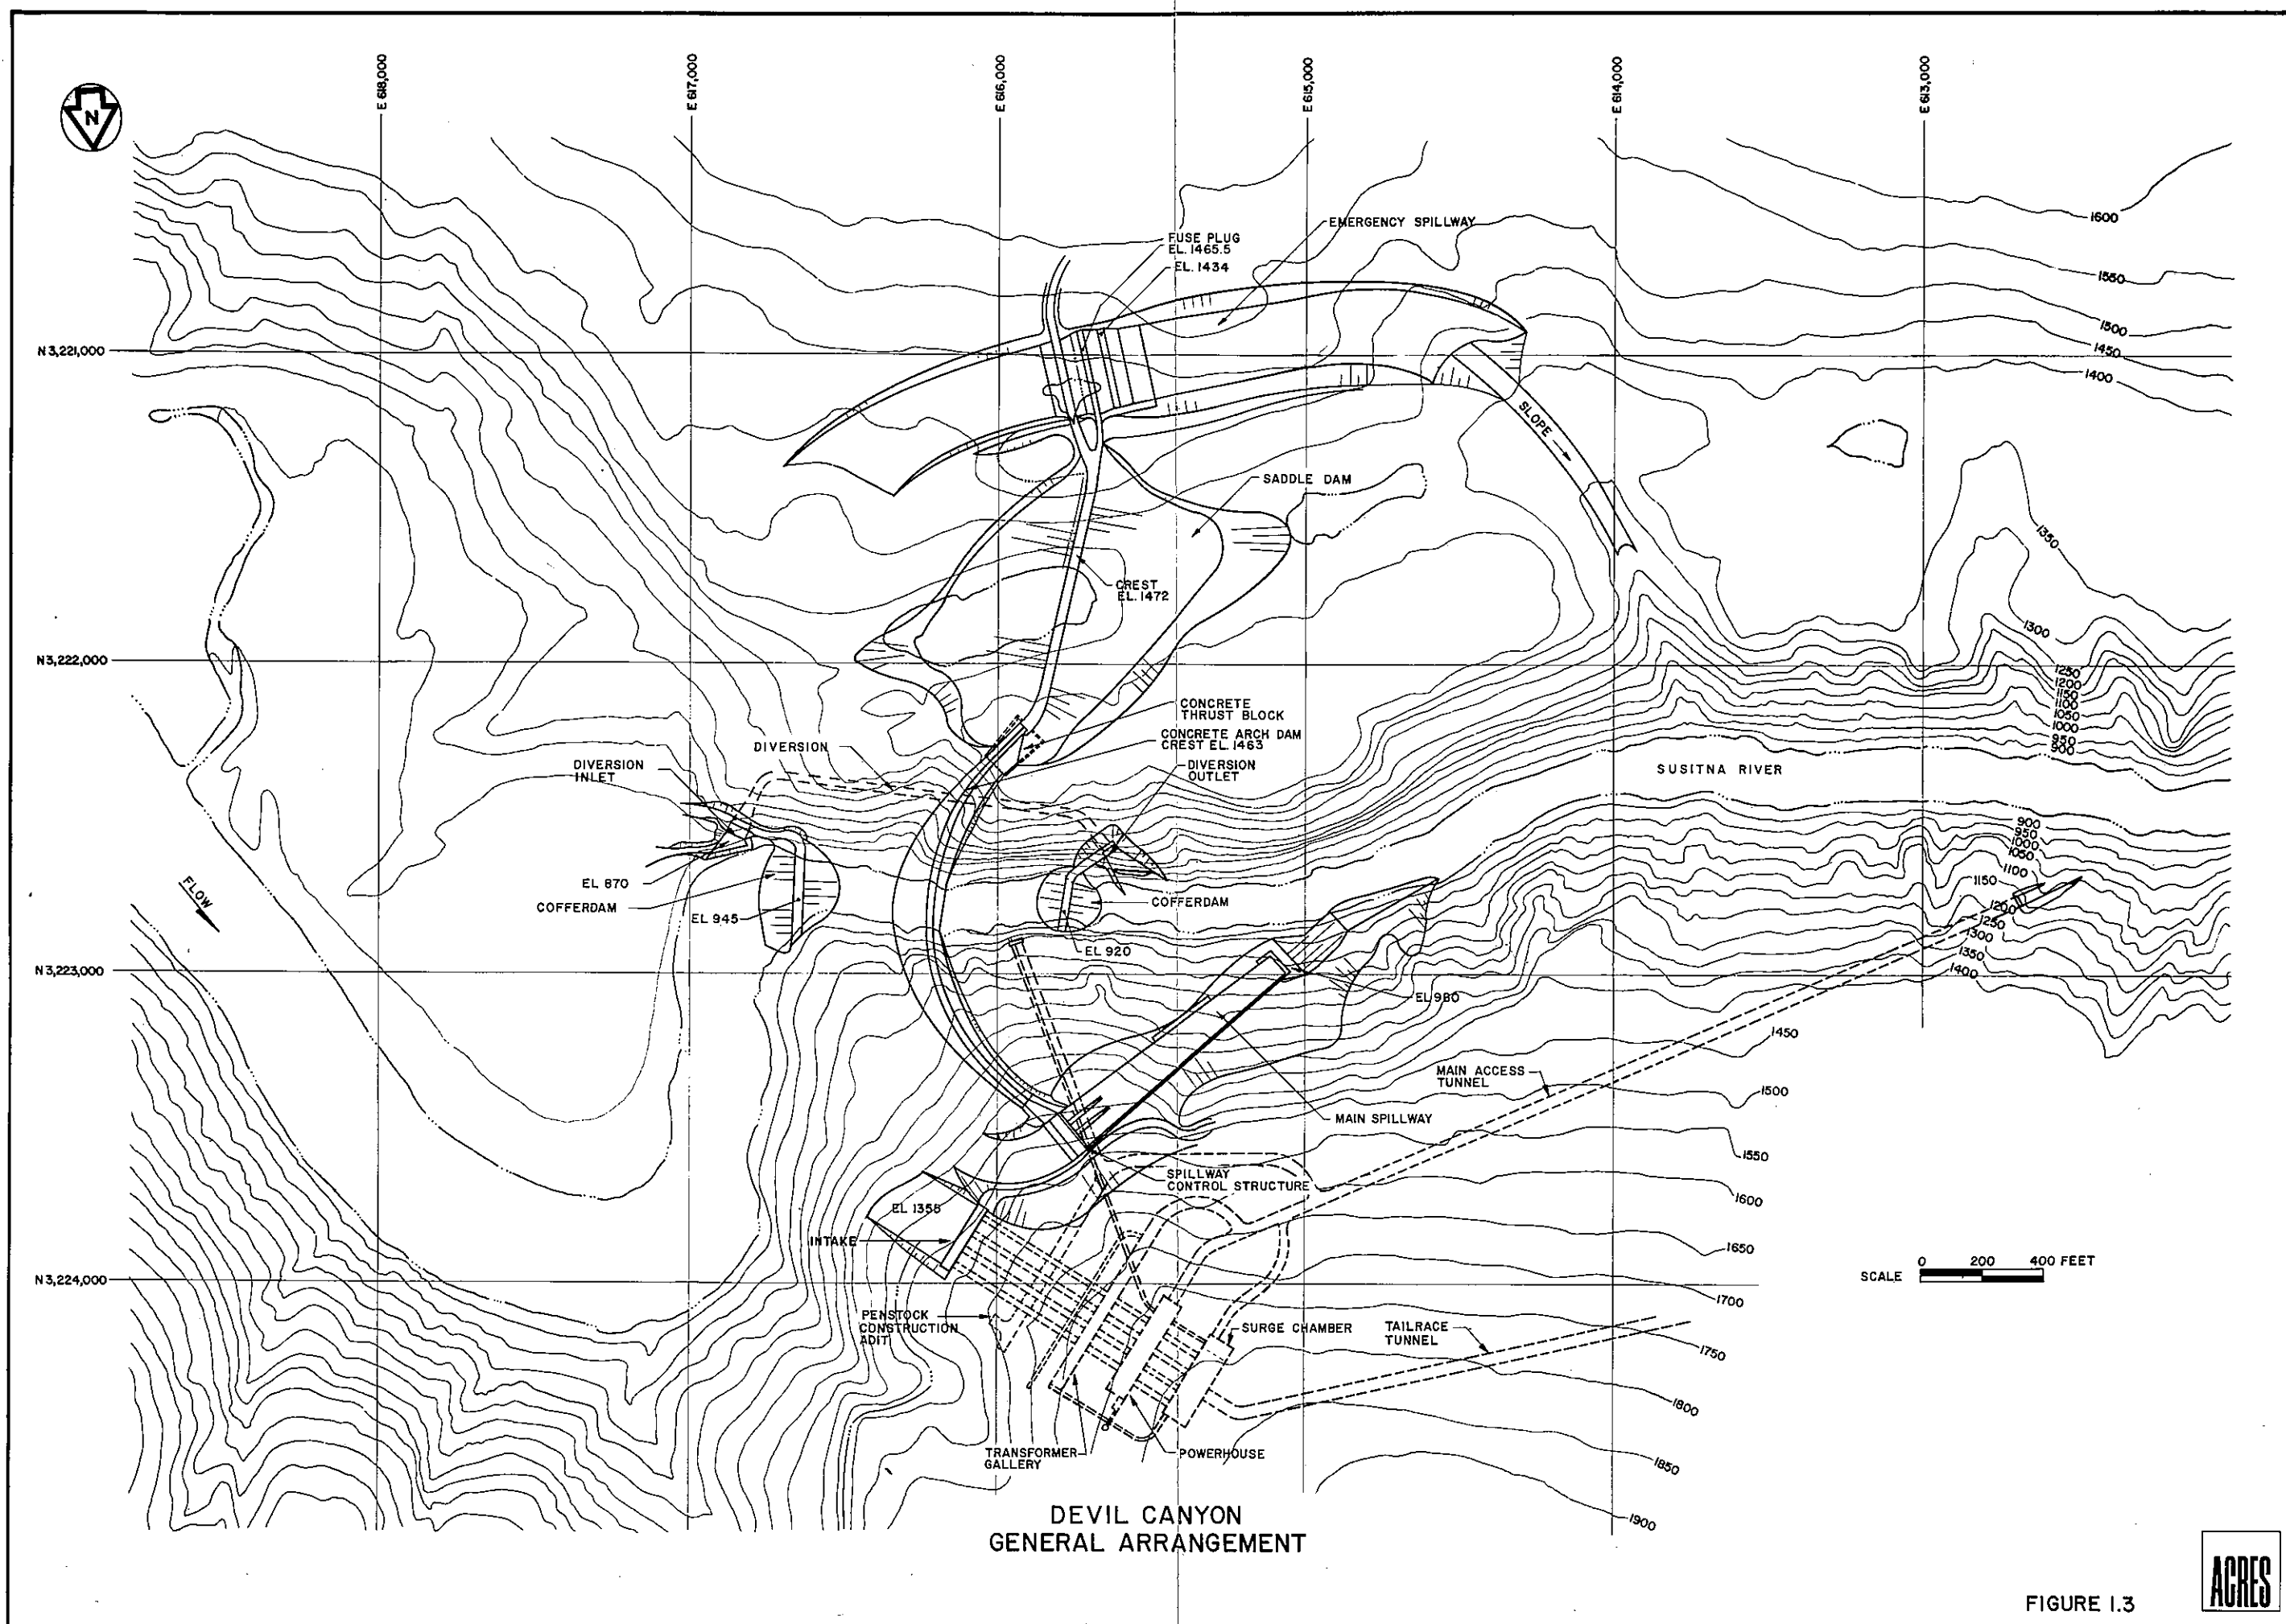 E 618,000
E 617,000
E 616,000
E 615,000
E 614,000
E 613,000
N
1600
EMERGENCY SPILLWAY
FUSE PLUG
EL. 1465.5
EL. 1434
1550
1500
1450
1400
N 3,221,000
SLOPE
SADDLE DAM
1350
CREST
EL. 1472
1300
N 3,222,000
1250
1200
1150
1100
1050
1000
950
900
CONCRETE
THRUST BLOCK
CONCRETE ARCH DAM
CREST EL. 1463
DIVERSION
DIVERSION
INLET
DIVERSION
OUTLET
SUSITNA RIVER
900
950
1000
1050
1100
1150
1200
1250
1300
1350
1400
FLOW
EL 870
COFFERDAM
EL 945
COFFERDAM
EL 920
N 3,223,000
EL 980
1450
MAIN ACCESS
TUNNEL
1500
MAIN SPILLWAY
1550
SPILLWAY
CONTROL STRUCTURE
1600
EL 1355
INTAKE
1650
N 3,224,000
SCALE
0 200 400 FEET
1700
PENSTOCK
CONSTRUCTION
ADIT
SURGE CHAMBER
TAILRACE
TUNNEL
1750
1800
TRANSFORMER
GALLERY
POWERHOUSE
1850
1900
DEVIL CANYON
GENERAL ARRANGEMENT
FIGURE 1.3
ACRES